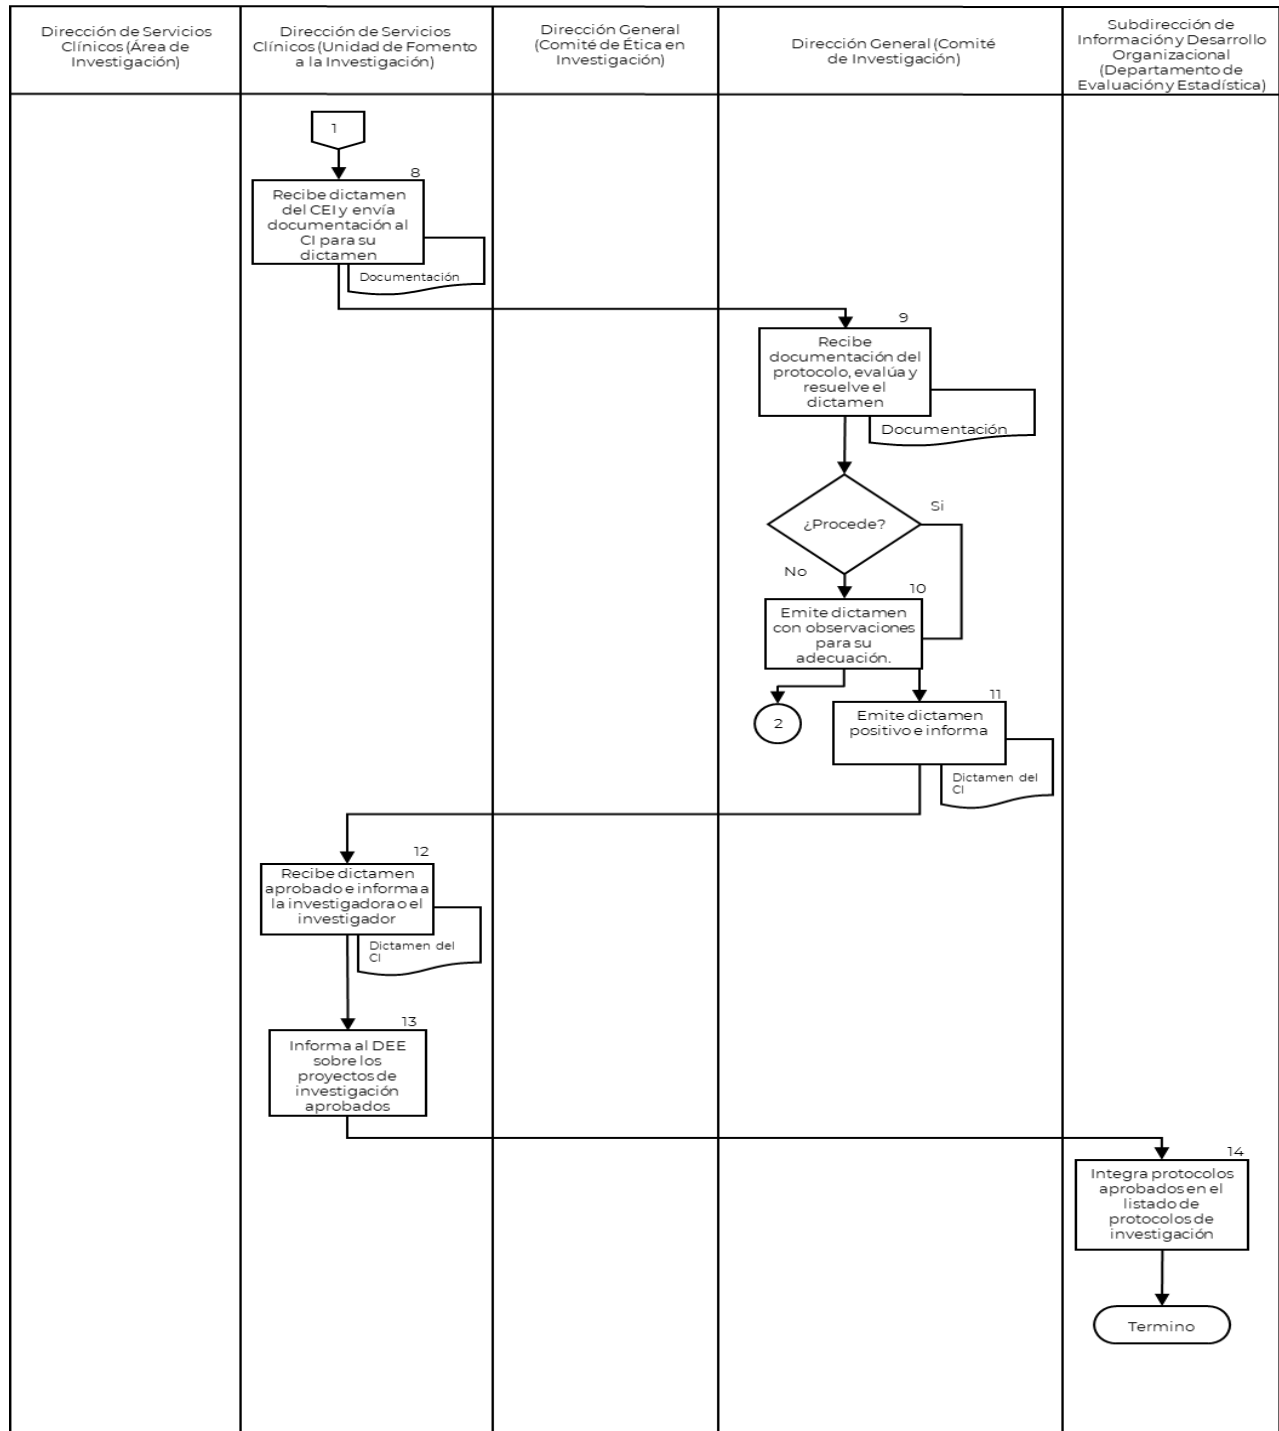 Dirección de Servicios
Clínicos (Área de
Investigación)
Dirección de Servicios
Clínicos (Unidad de Fomento
a la Investigación)
Dirección General
(Comité de Ética en
Investigación)
Dirección General (Comité
de Investigación)
Subdirección de
Información y Desarrollo
Organizacional
(Departamento de
Evaluación y Estadística)
1
8
Recibe dictamen
del CEI y envía
documentación al
CI para su
dictamen
Documentación
9
Recibe
documentación del
protocolo, evalúa y
resuelve el
dictamen
Documentación
¿Procede?
Si
No
10
Emite dictamen
con observaciones
para su
adecuación.
2
11
Emite dictamen
positivo e informa
Dictamen del
CI
12
Recibe dictamen
aprobado e informa a
la investigadora o el
investigador
Dictamen del
CI
13
Informa al DEE
sobre los
proyectos de
investigación
aprobados
14
Integra protocolos
aprobados en el
listado de
protocolos de
investigación
Termino